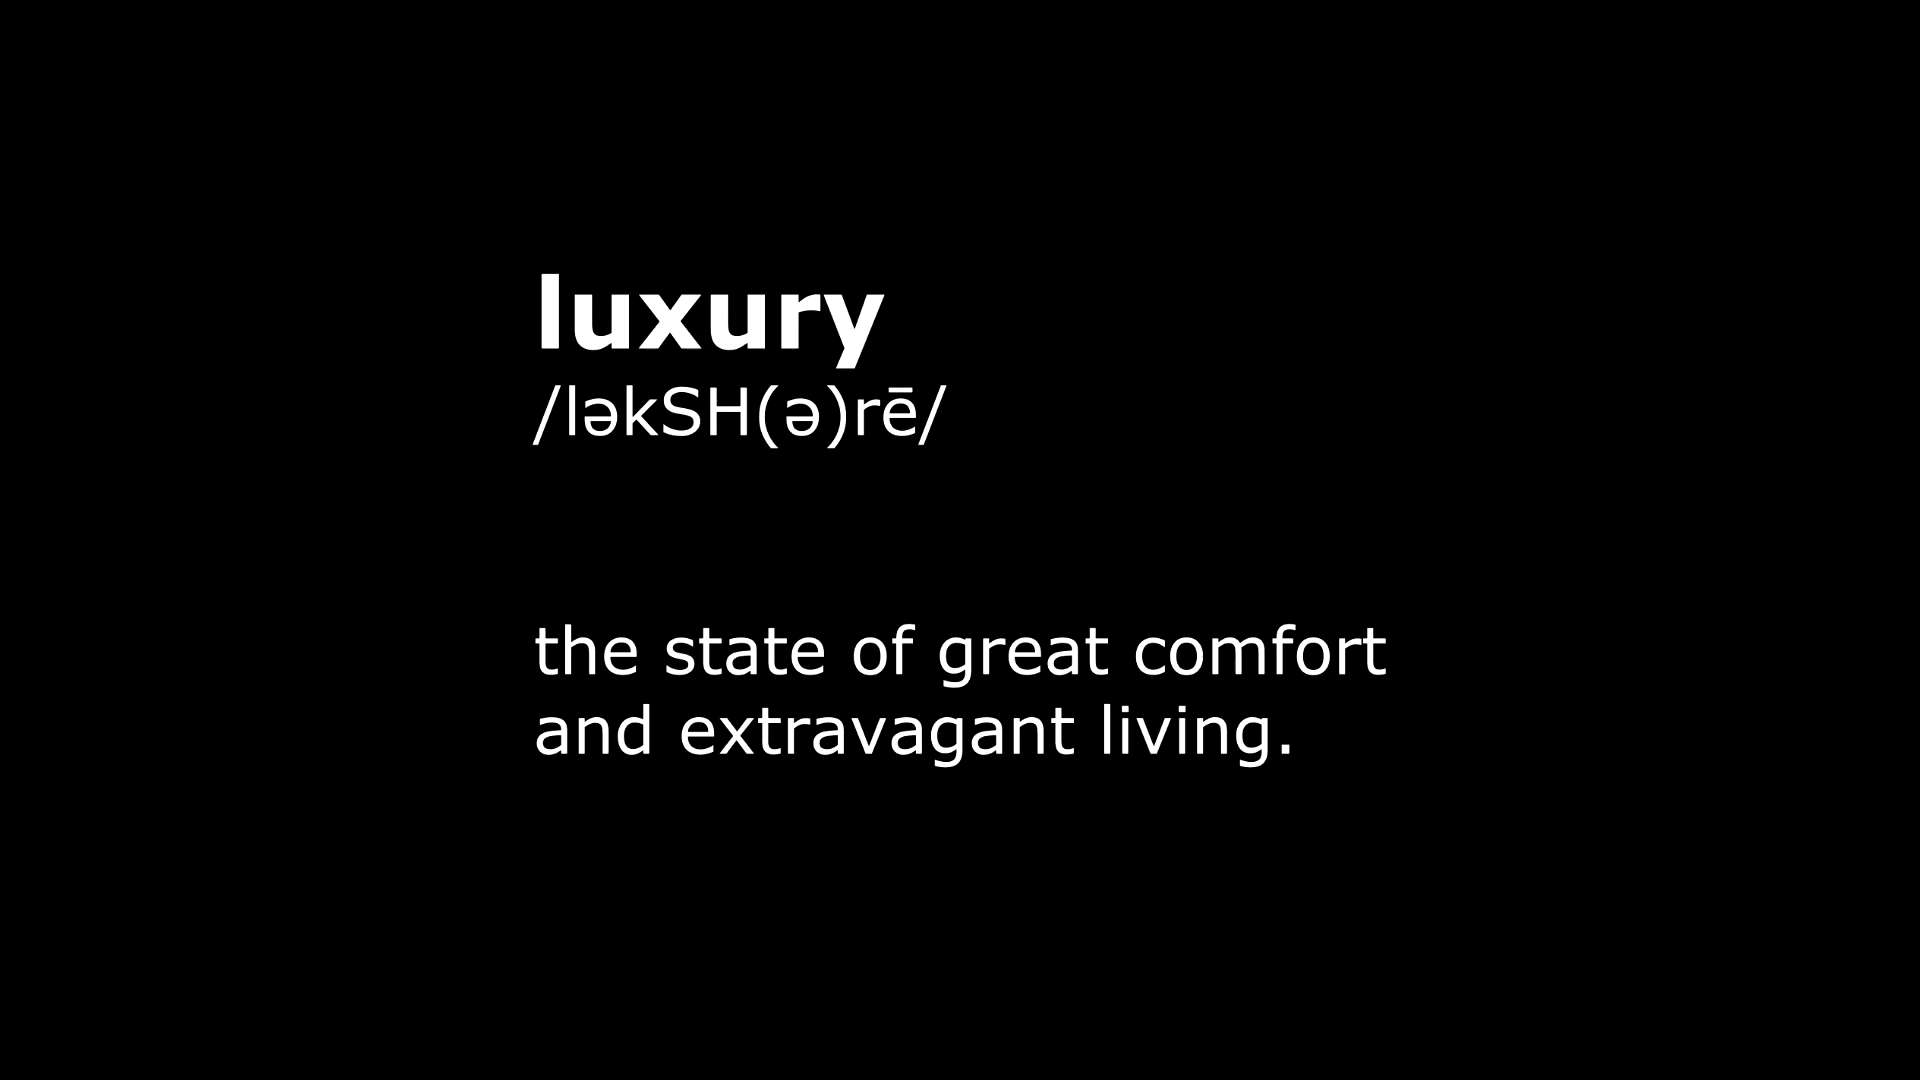 luxury
/ləkSH(ə)rē/
the state of great comfort
and extravagant living.